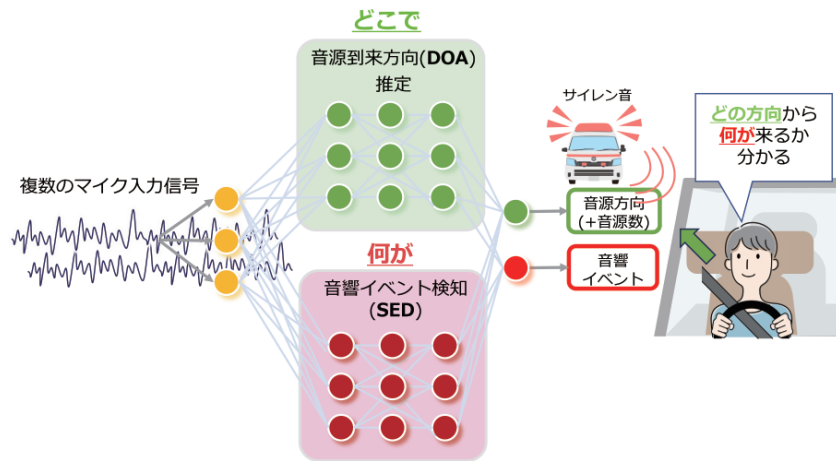 どこで
音源到来方向(DOA)
推定
複数のマイク入力信号
何が
音響イベント検知
(SED)
サイレン音
音源方向
(+音源数)
音響
イベント
どの方向から
何が来るか
分かる